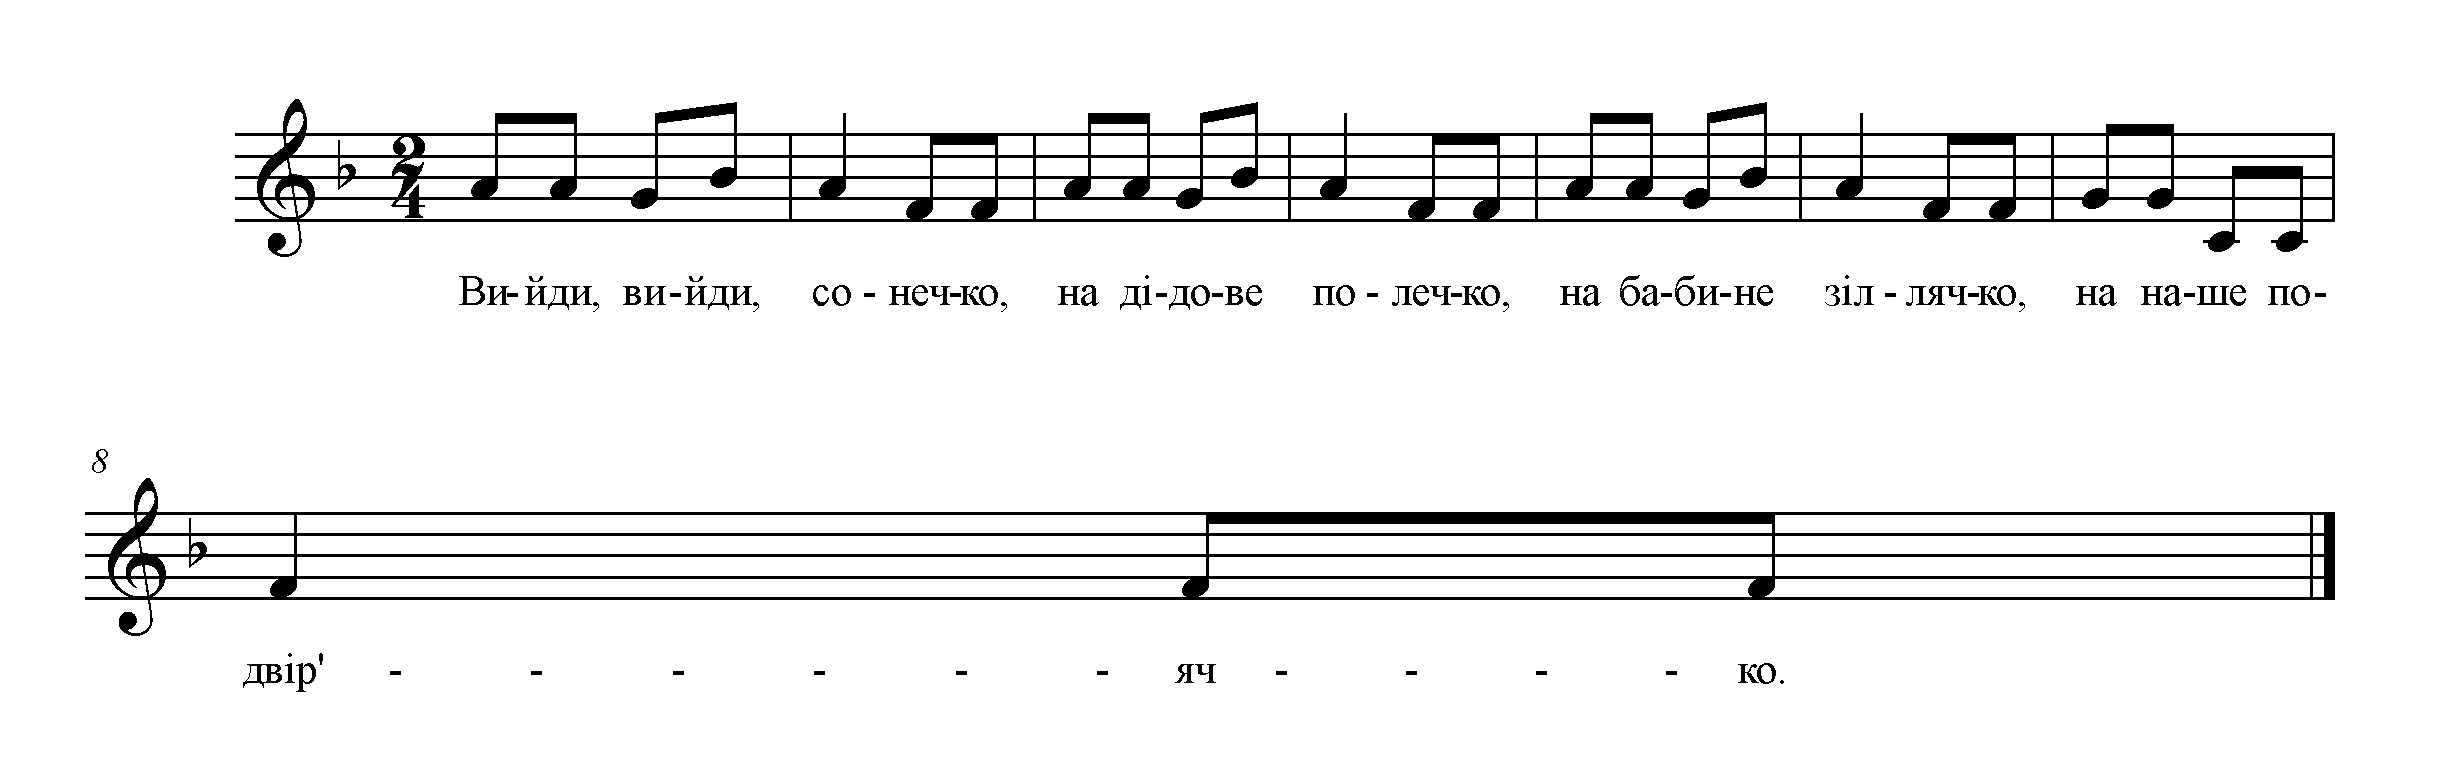 Ви-йди, ви-йди, со - неч-ко, на ді-до-ве по - леч-ко, на ба-би-не зіл - ляч-ко, на на-ше по-
8
двір' - - - - - - яч - - - - ко.